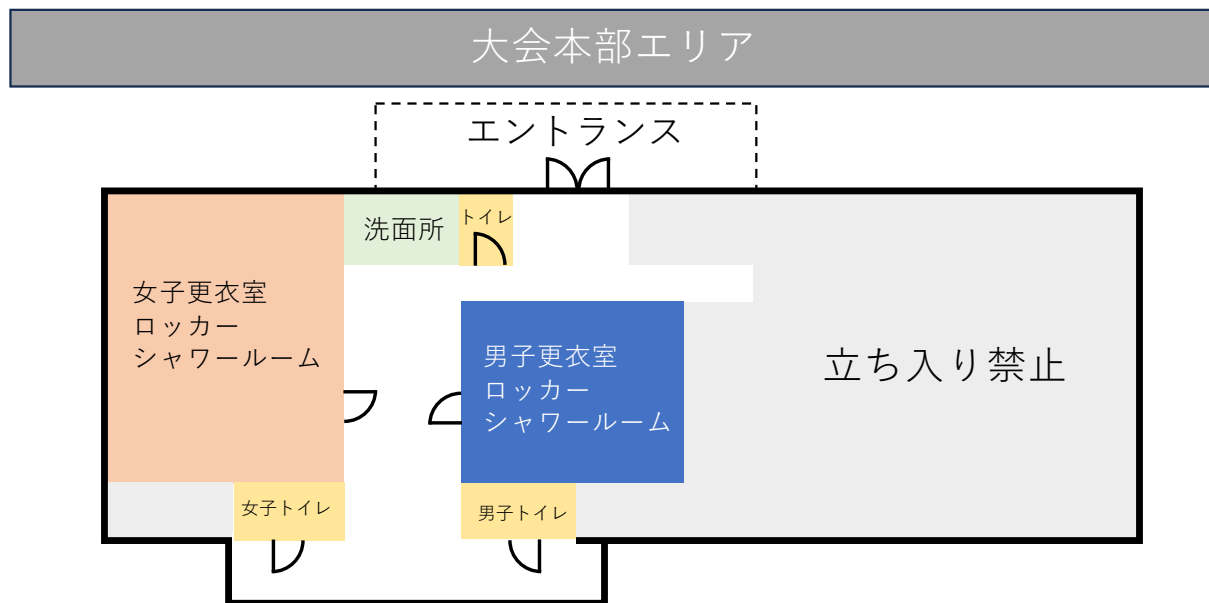 大会本部エリア
エントランス
洗面所
トイレ
女子更衣室
ロッカー
シャワールーム
男子更衣室
ロッカー
シャワールーム
立ち入り禁止
女子トイレ
男子トイレ